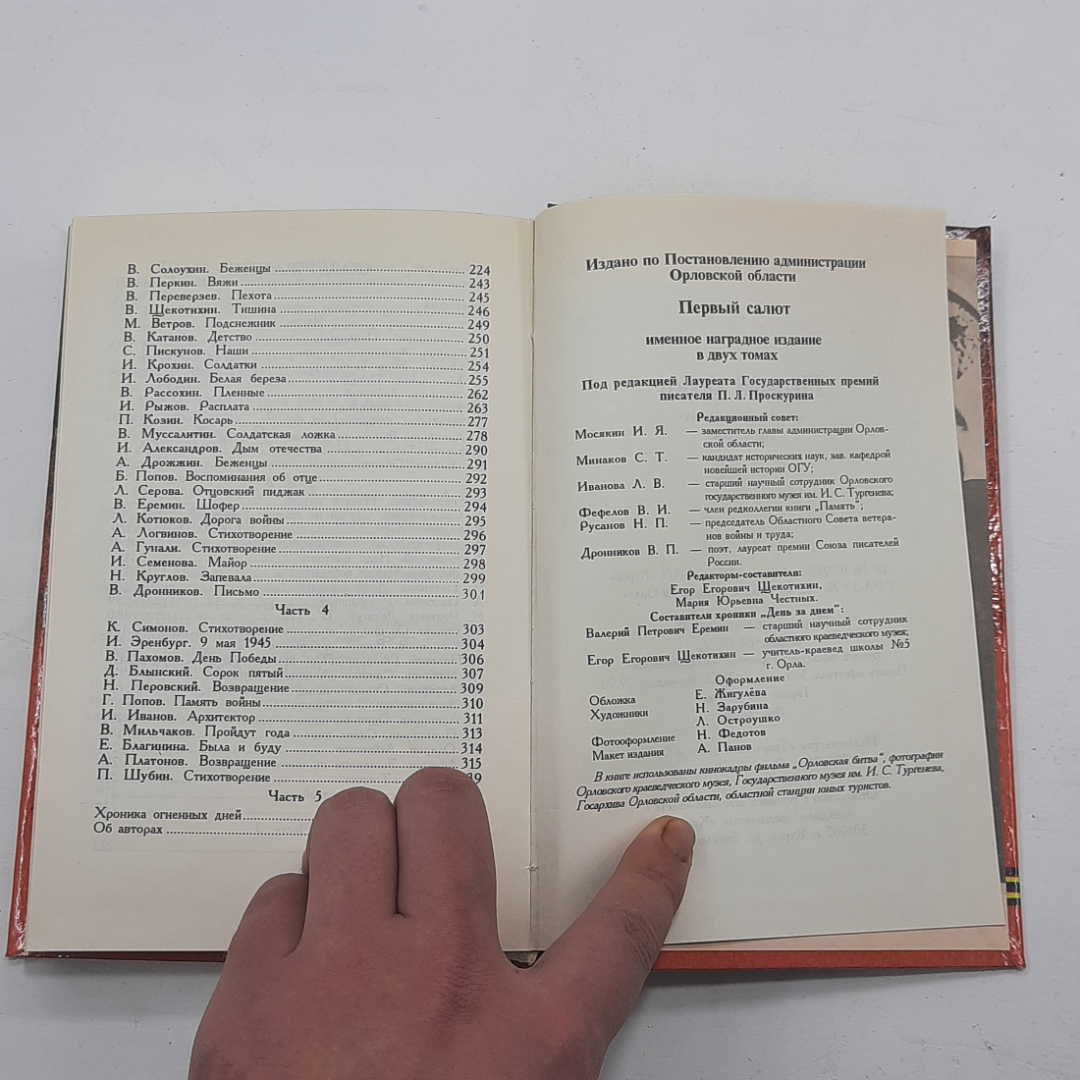 В. Солоухин. Беженцы 224
В. Перкин. Вяжи 243
В. Переверзев. Пехота 245
В. Щекотихин. Тишина 246
М. Ветров. Подснежник 249
В. Катанов. Детство 250
С. Пискунов. Наши 251
И. Крохин. Солдатки 254
И. Лободин. Белая береза 255
В. Рассохин. Пленные 262
И. Рыжов. Расплата 263
П. Козин. Косарь 277
В. Муссалитин. Солдатская ложка 278
И. Александров. Дым отечества 290
А. Дрожжин. Беженцы 291
Б. Попов. Воспоминания об отце 292
Л. Серова. Отцовский пиджак 293
В. Еремин. Шофер 294
Л. Котюков. Дорога войны 295
А. Логвинов. Стихотворение 296
А. Гунали. Стихотворение 297
И. Семенова. Майор 298
Н. Круглов. Запевала 299
В. Дронников. Письмо 301
Часть 4
К. Симонов. Стихотворение 303
И. Эренбург. 9 мая 1945 304
В. Пахомов. День Победы 306
Д. Блынский. Сорок пятый 307
Н. Перовский. Возвращение 309
Г. Попов. Память войны 310
И. Иванов. Архитектор 311
В. Мильчаков. Пройдут года 313
Е. Благинина. Была и буду 314
А. Платонов. Возвращение 315
П. Шубин. Стихотворение
Часть 5
Хроника огненных дней
Об авторах
Издано по Постановлению администрации
Орловской области
Первый салют
именное наградное издание
в двух томах
Под редакцией Лауреата Государственных премий
писателя П. Л. Проскурина
Редакционный совет:
Мосякин И. Я. — заместитель главы администрации Орлов-
ской области;
Минаков С. Т. — кандидат исторических наук, зав. кафедрой
новейшей истории ОГУ;
Иванова Л. В. — старший научный сотрудник Орловского
государственного музея им. И. С. Тургенева;
Фефелов В. И. — член редколлегии книги „Память";
Русанов Н. П. — председатель Областного Совета ветера-
нов войны и труда;
Дронников В. П. — поэт, лауреат премии Союза писателей
России.
Редакторы-составители:
Егор Егорович Щекотихин,
Мария Юрьевна Честных.
Составители хроники „День за днем":
Валерий Петрович Еремин — старший научный сотрудник
областного краеведческого музея;
Егор Егорович Щекотихин — учитель-краевед школы №5
г. Орла.
Оформление
Обложка Е. Жигулёва
Художники Н. Зарубина
Л. Остроушко
Фотооформление Н. Федотов
Макет издания А. Панов
В книге использованы кинокадры фильма „Орловская битва", фотографии
Орловского краеведческого музея, Государственного музея им. И. С. Тургенева,
Госархива Орловской области, областной станции юных туристов.